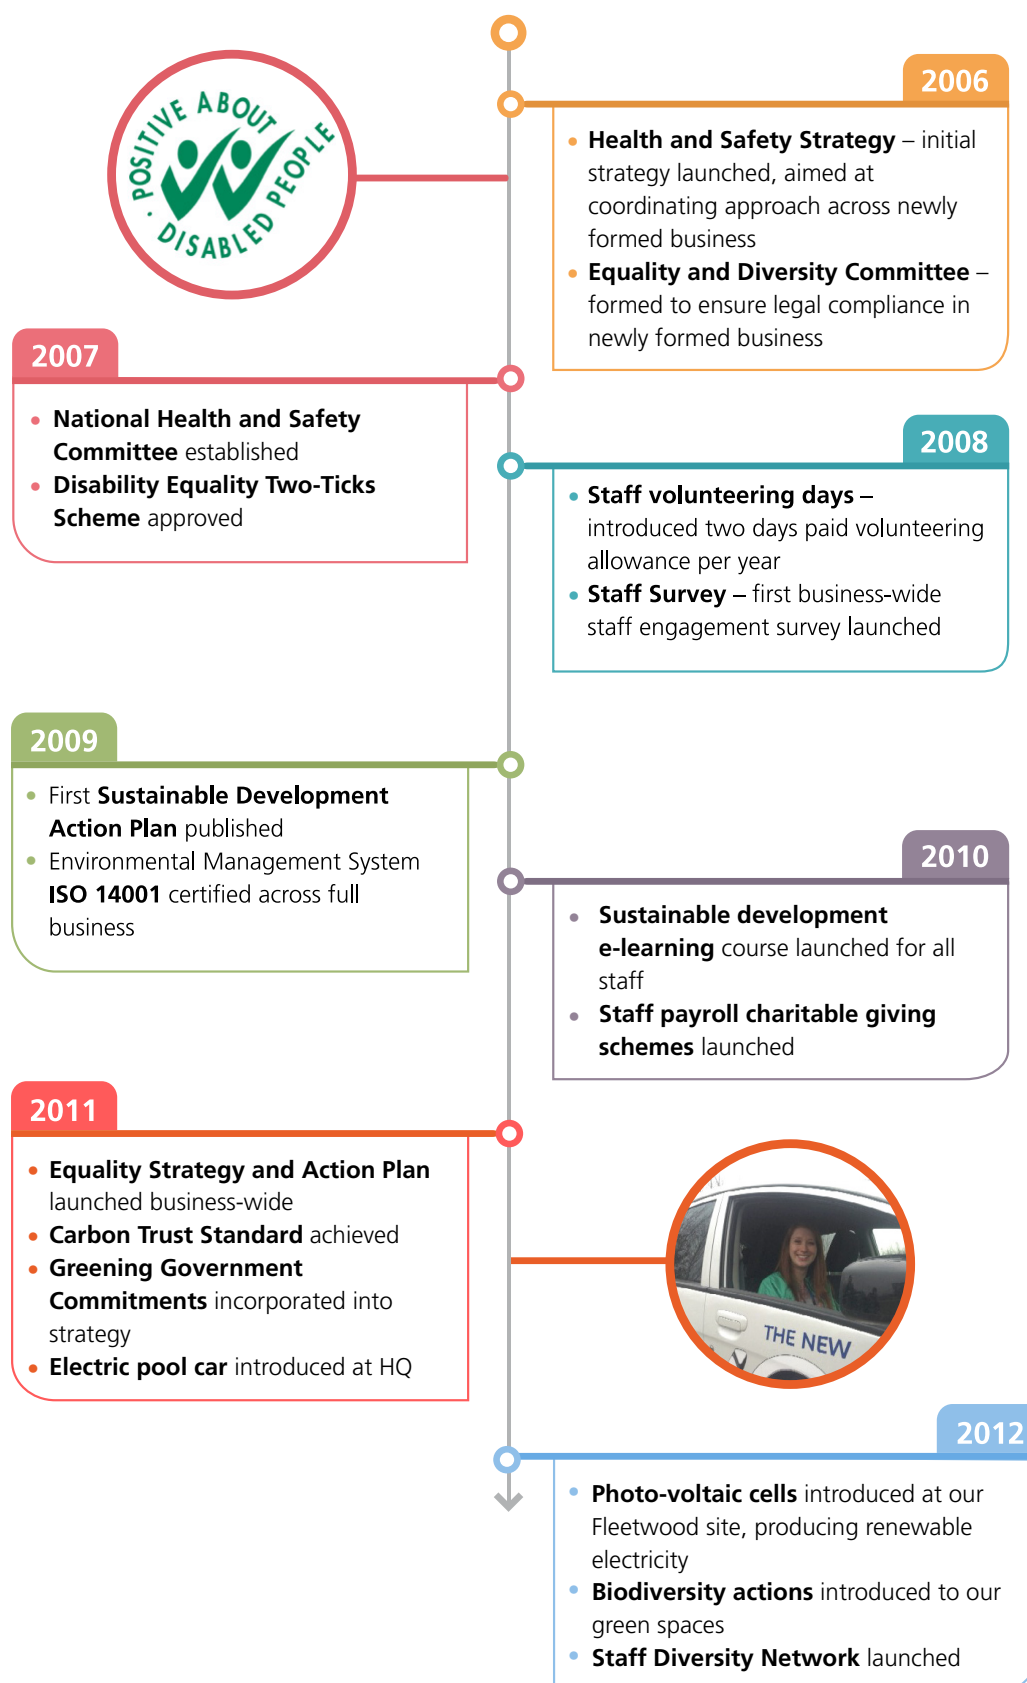 POSITIVE ABOUT
DISABLED PEOPLE
2006
Health and Safety Strategy – initial
strategy launched, aimed at
coordinating approach across newly
formed business
Equality and Diversity Committee –
formed to ensure legal compliance in
newly formed business
2007
National Health and Safety
Committee established
Disability Equality Two-Ticks
Scheme approved
2008
Staff volunteering days –
introduced two days paid volunteering
allowance per year
Staff Survey – first business-wide
staff engagement survey launched
2009
First Sustainable Development
Action Plan published
Environmental Management System
ISO 14001 certified across full
business
2010
Sustainable development
e-learning course launched for all
staff
Staff payroll charitable giving
schemes launched
2011
Equality Strategy and Action Plan
launched business-wide
Carbon Trust Standard achieved
Greening Government
Commitments incorporated into
strategy
Electric pool car introduced at HQ
THE NEW
2012
Photo-voltaic cells introduced at our
Fleetwood site, producing renewable
electricity
Biodiversity actions introduced to our
green spaces
Staff Diversity Network launched